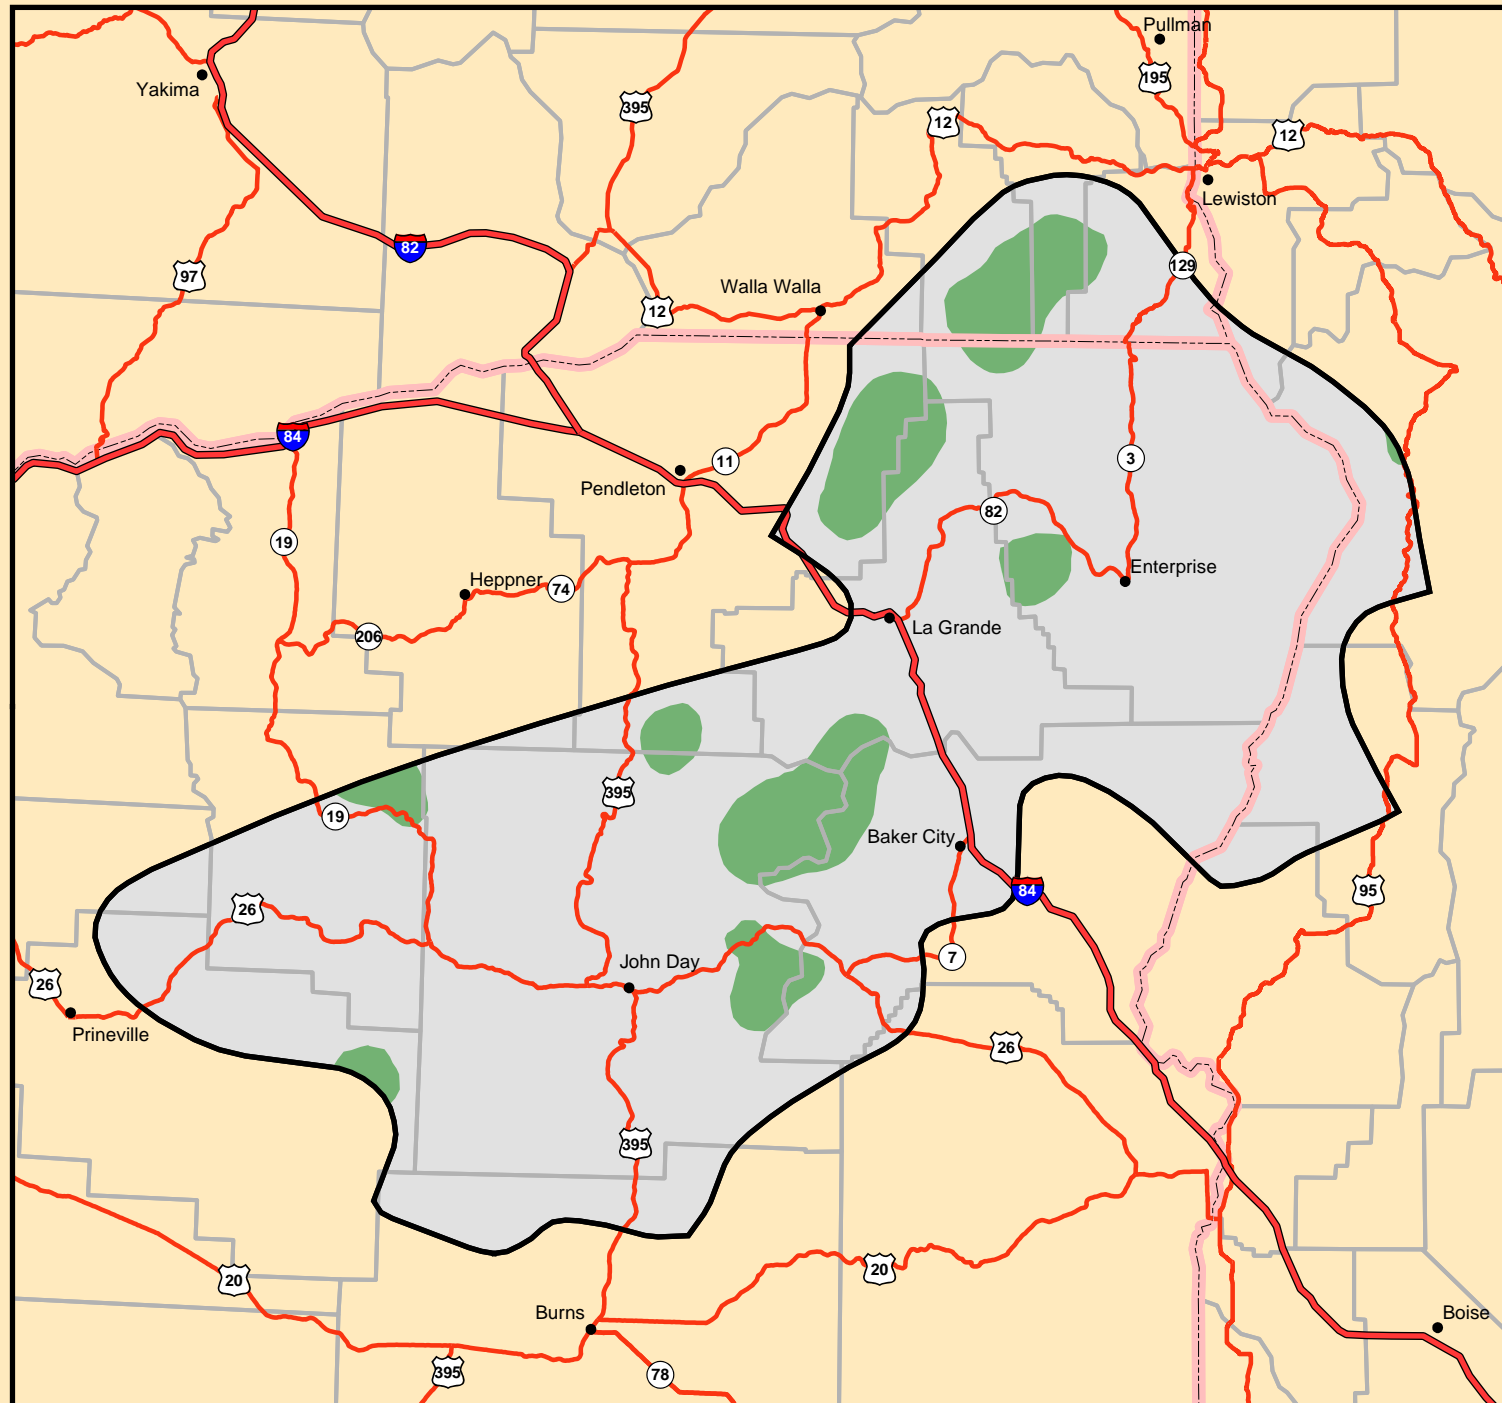 Pullman
195
Yakima
395
12
12
Lewiston
82
129
97
Walla Walla
12
84
3
11
Pendleton
82
19
Enterprise
Heppner
74
La Grande
206
395
19
Baker City
84
95
26
7
John Day
26
Prineville
26
395
20
20
Burns
Boise
395
78